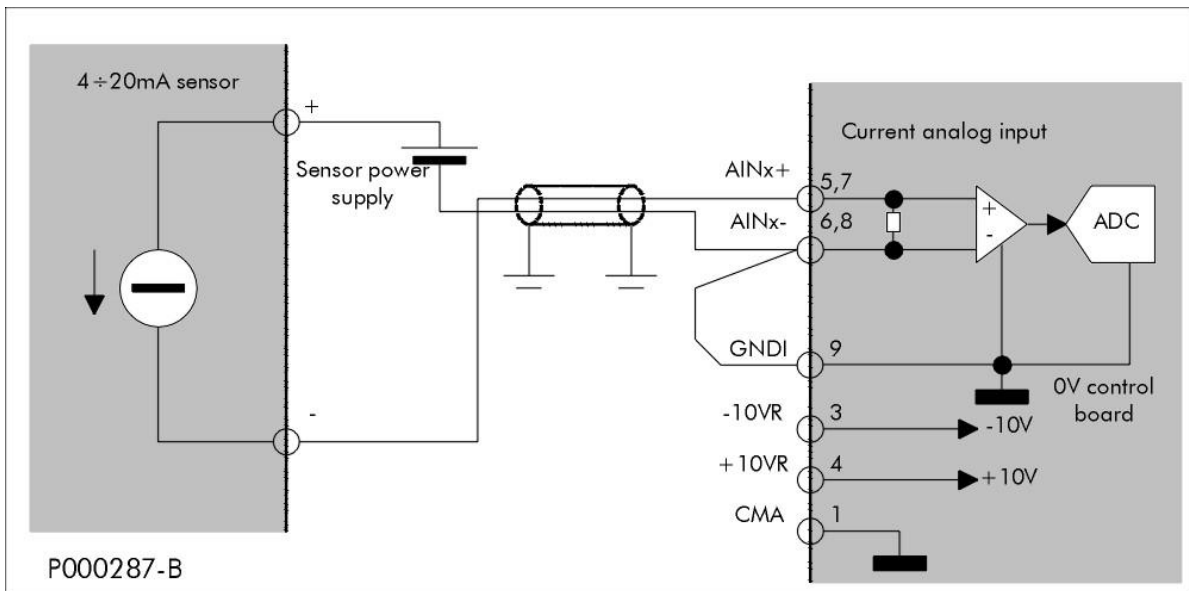 4÷20mA sensor
+
Sensor power
supply
-
P000287-B
Current analog input
AINx+
5,7
AINx-
6,8
+
-
ADC
GNDI
9
0V control
board
-10VR
3
-10V
+10VR
4
+10V
CMA
1